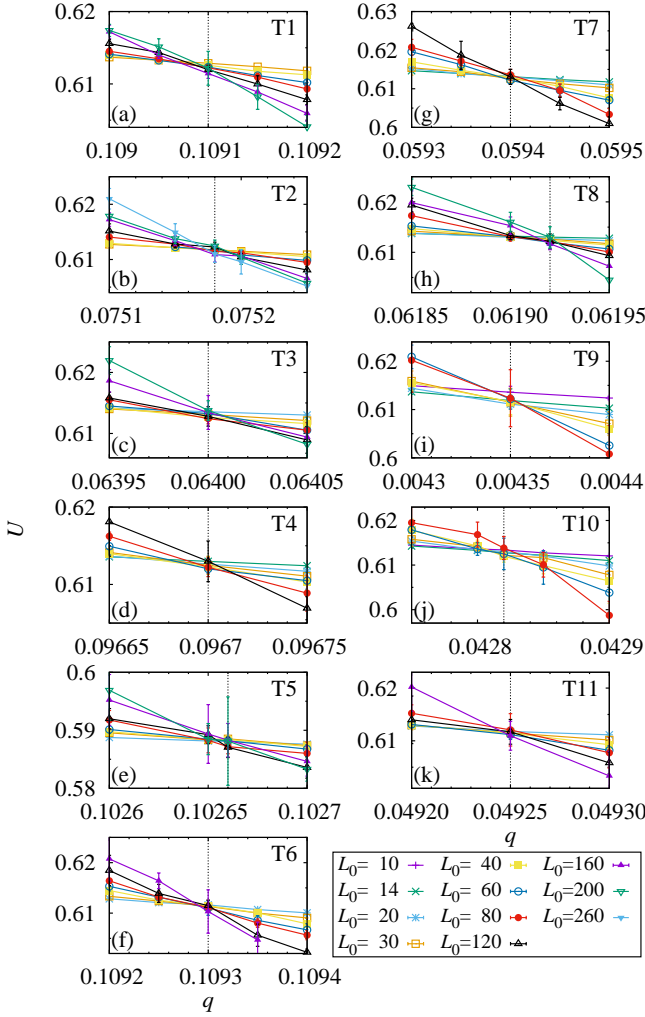 0.62
0.61
T1
(a)
0.109 0.1091 0.1092
0.62
0.61
T2
(b)
0.0751 0.0752
0.62
0.61
T3
(c)
0.06395 0.06400 0.06405
U
0.62
0.61
T4
(d)
0.09665 0.0967 0.09675
0.6
0.59
0.58
T5
(e)
0.1026 0.10265 0.1027
0.62
0.61
T6
(f)
0.1092 0.1093 0.1094
q
0.63
0.62
0.61
0.6
T7
(g)
0.0593 0.0594 0.0595
0.62
0.61
T8
(h)
0.06185 0.06190 0.06195
0.62
0.61
0.6
T9
(i)
0.0043 0.00435 0.0044
0.62
0.61
0.6
T10
(j)
0.0428 0.0429
0.62
0.61
T11
(k)
0.04920 0.04925 0.04930
q
L0= 10 L0= 40 L0=160
L0= 14 L0= 60 L0=200
L0= 20 L0= 80 L0=260
L0= 30 L0=120